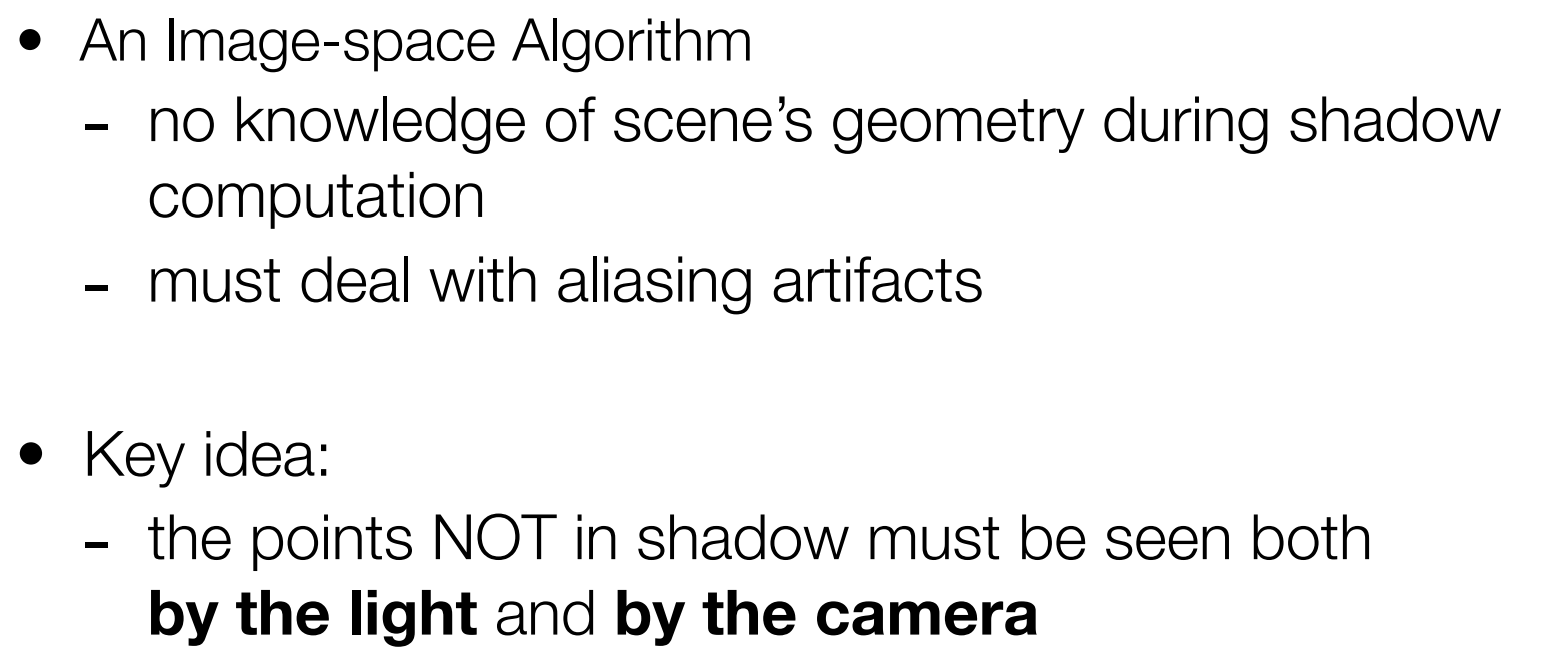 • An Image-space Algorithm
- no knowledge of scene’s geometry during shadow
computation
- must deal with aliasing artifacts
• Key idea:
- the points NOT in shadow must be seen both
by the light and by the camera